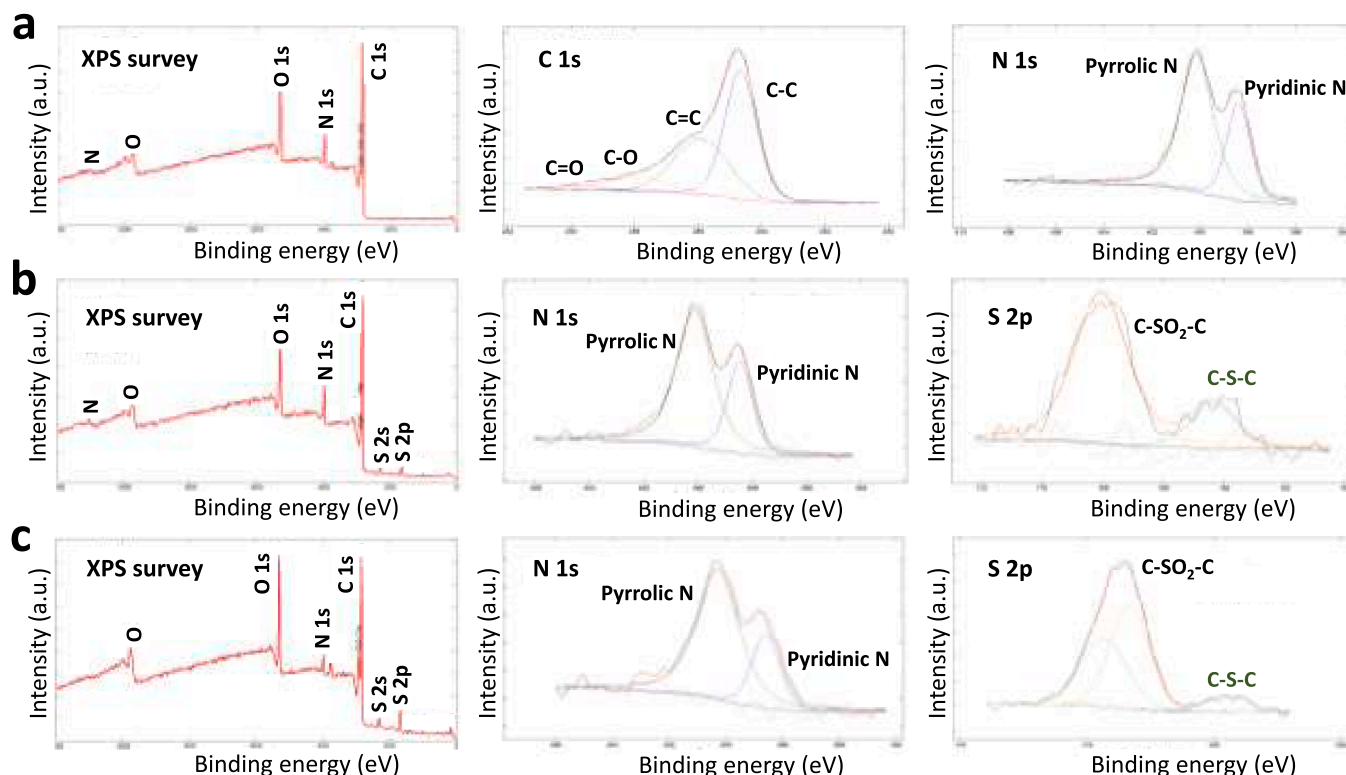 a
XPS survey
N
O
O 1s
N 1s
C 1s
Intensity (a.u.)
Binding energy (eV)
C 1s
C=O
C-O
C=C
C-C
Intensity (a.u.)
Binding energy (eV)
N 1s
Pyrrolic N
Pyridinic N
Intensity (a.u.)
Binding energy (eV)
b
XPS survey
N
O
O 1s
N 1s
C 1s
S 2s
S 2p
Intensity (a.u.)
Binding energy (eV)
N 1s
Pyrrolic N
Pyridinic N
Intensity (a.u.)
Binding energy (eV)
S 2p
C-SO₂-C
C-S-C
Intensity (a.u.)
Binding energy (eV)
c
XPS survey
O
O 1s
N 1s
C 1s
S 2s
S 2p
Intensity (a.u.)
Binding energy (eV)
N 1s
Pyrrolic N
Pyridinic N
Intensity (a.u.)
Binding energy (eV)
S 2p
C-SO₂-C
C-S-C
Intensity (a.u.)
Binding energy (eV)